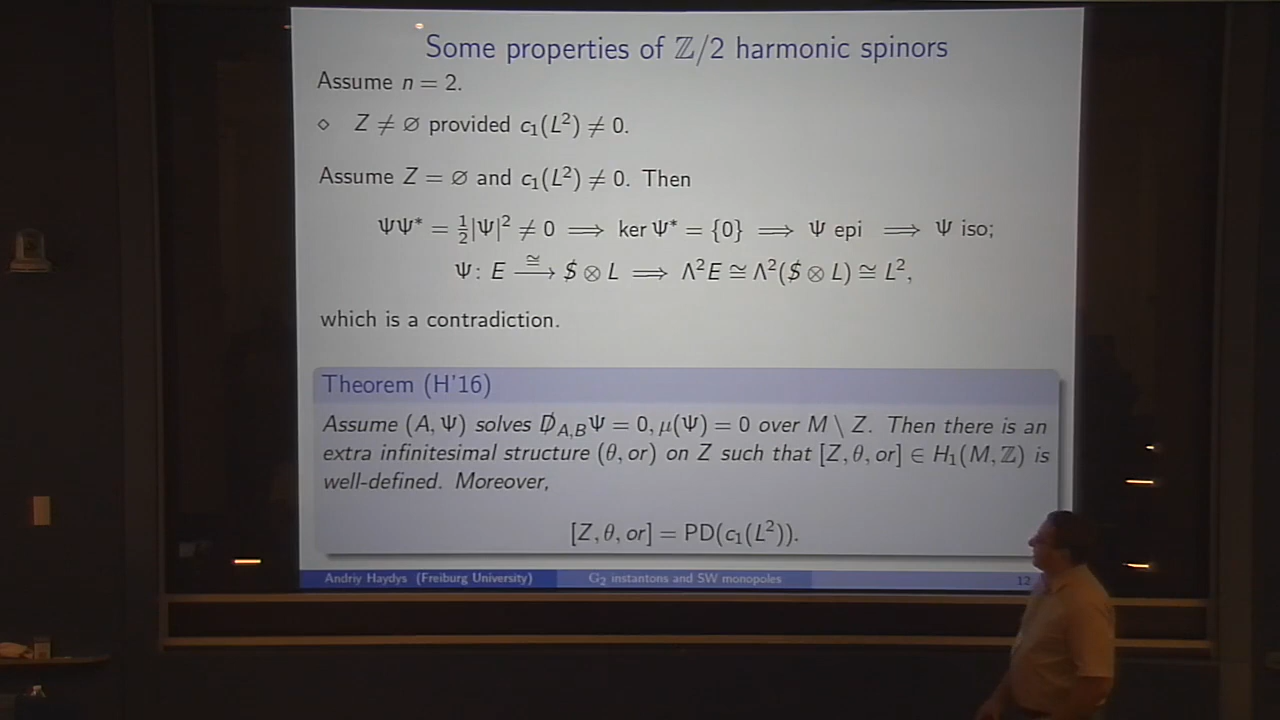 Some properties of ℤ/2 harmonic spinors
Assume n = 2.
◇ Z ≠ ∅ provided c₁(L²) ≠ 0.
Assume Z = ∅ and c₁(L²) ≠ 0. Then
ΨΨ* = ½|Ψ|² ≠ 0 ⟹ ker Ψ* = {0} ⟹ Ψ epi ⟹ Ψ iso;
Ψ: E ≅⟶ $̸ ⊗ L ⟹ Λ²E ≅ Λ²($̸ ⊗ L) ≅ L²,
which is a contradiction.
Theorem (H'16)
Assume (A, Ψ) solves D̸_{A,B}Ψ = 0, μ(Ψ) = 0 over M \ Z. Then there is an
extra infinitesimal structure (θ, or) on Z such that [Z, θ, or] ∈ H₁(M, ℤ) is
well-defined. Moreover,
[Z, θ, or] = PD(c₁(L²)).
Andriy Haydys (Freiburg University) G₂ instantons and SW monopoles 12